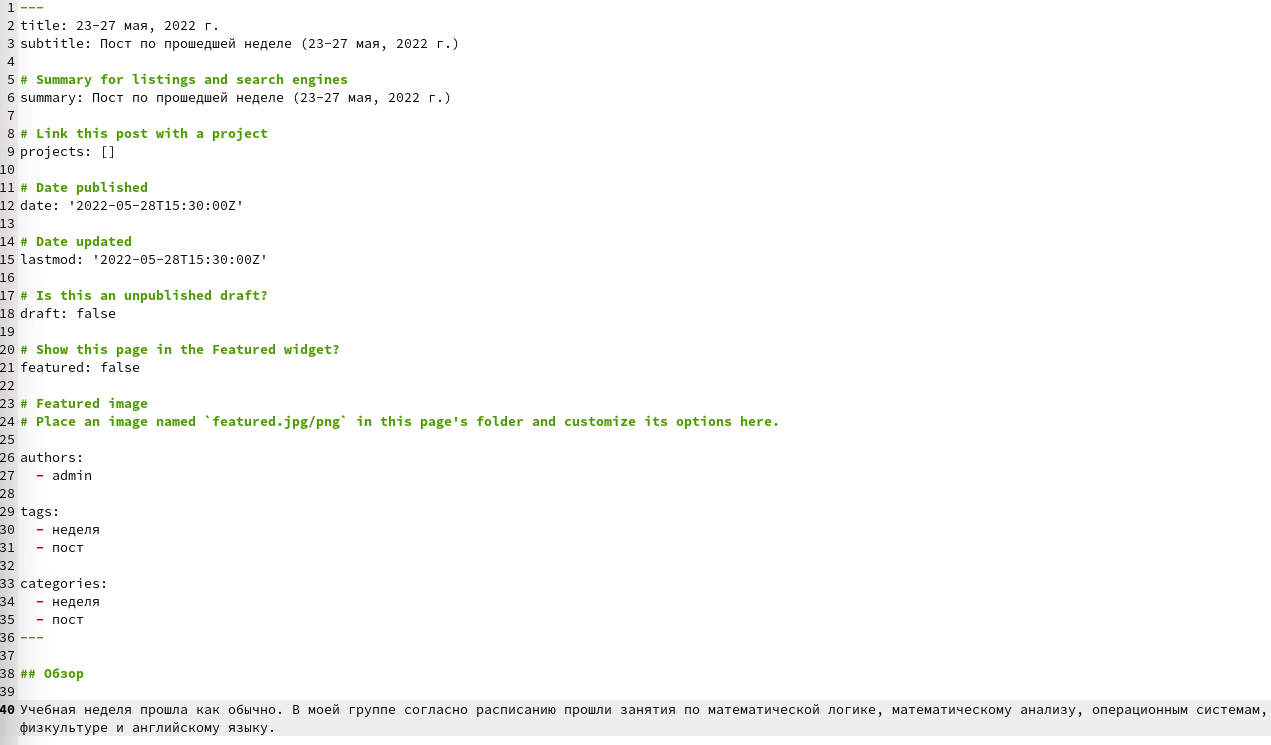 1 ---
2 title: 23-27 мая, 2022 г.
3 subtitle: Пост по прошедшей неделе (23-27 мая, 2022 г.)
4
5 # Summary for listings and search engines
6 summary: Пост по прошедшей неделе (23-27 мая, 2022 г.)
7
8 # Link this post with a project
9 projects: []
10
11 # Date published
12 date: '2022-05-28T15:30:00Z'
13
14 # Date updated
15 lastmod: '2022-05-28T15:30:00Z'
16
17 # Is this an unpublished draft?
18 draft: false
19
20 # Show this page in the Featured widget?
21 featured: false
22
23 # Featured image
24 # Place an image named `featured.jpg/png` in this page's folder and customize its options here.
25
26 authors:
27   - admin
28
29 tags:
30   - неделя
31   - пост
32
33 categories:
34   - неделя
35   - пост
36 ---
37
38 ## Обзор
39
40 Учебная неделя прошла как обычно. В моей группе согласно расписанию прошли занятия по математической логике, математическому анализу, операционным системам,
физкультуре и английскому языку.